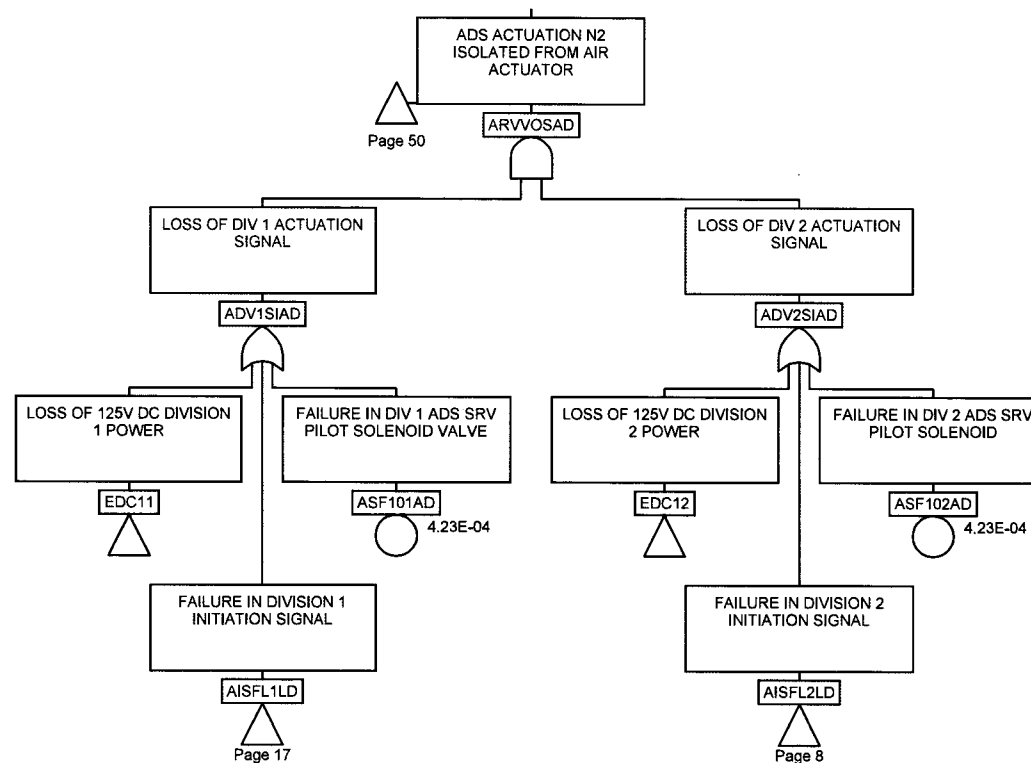 ADS ACTUATION N2
ISOLATED FROM AIR
ACTUATOR
Page 50
ARVVOSAD
LOSS OF DIV 1 ACTUATION
SIGNAL
LOSS OF DIV 2 ACTUATION
SIGNAL
ADV1SIAD
ADV2SIAD
LOSS OF 125V DC DIVISION
1 POWER
FAILURE IN DIV 1 ADS SRV
PILOT SOLENOID VALVE
LOSS OF 125V DC DIVISION
2 POWER
FAILURE IN DIV 2 ADS SRV
PILOT SOLENOID
EDC11
ASF101AD
4.23E-04
EDC12
ASF102AD
4.23E-04
FAILURE IN DIVISION 1
INITIATION SIGNAL
FAILURE IN DIVISION 2
INITIATION SIGNAL
AISFL1LD
AISFL2LD
Page 17
Page 8